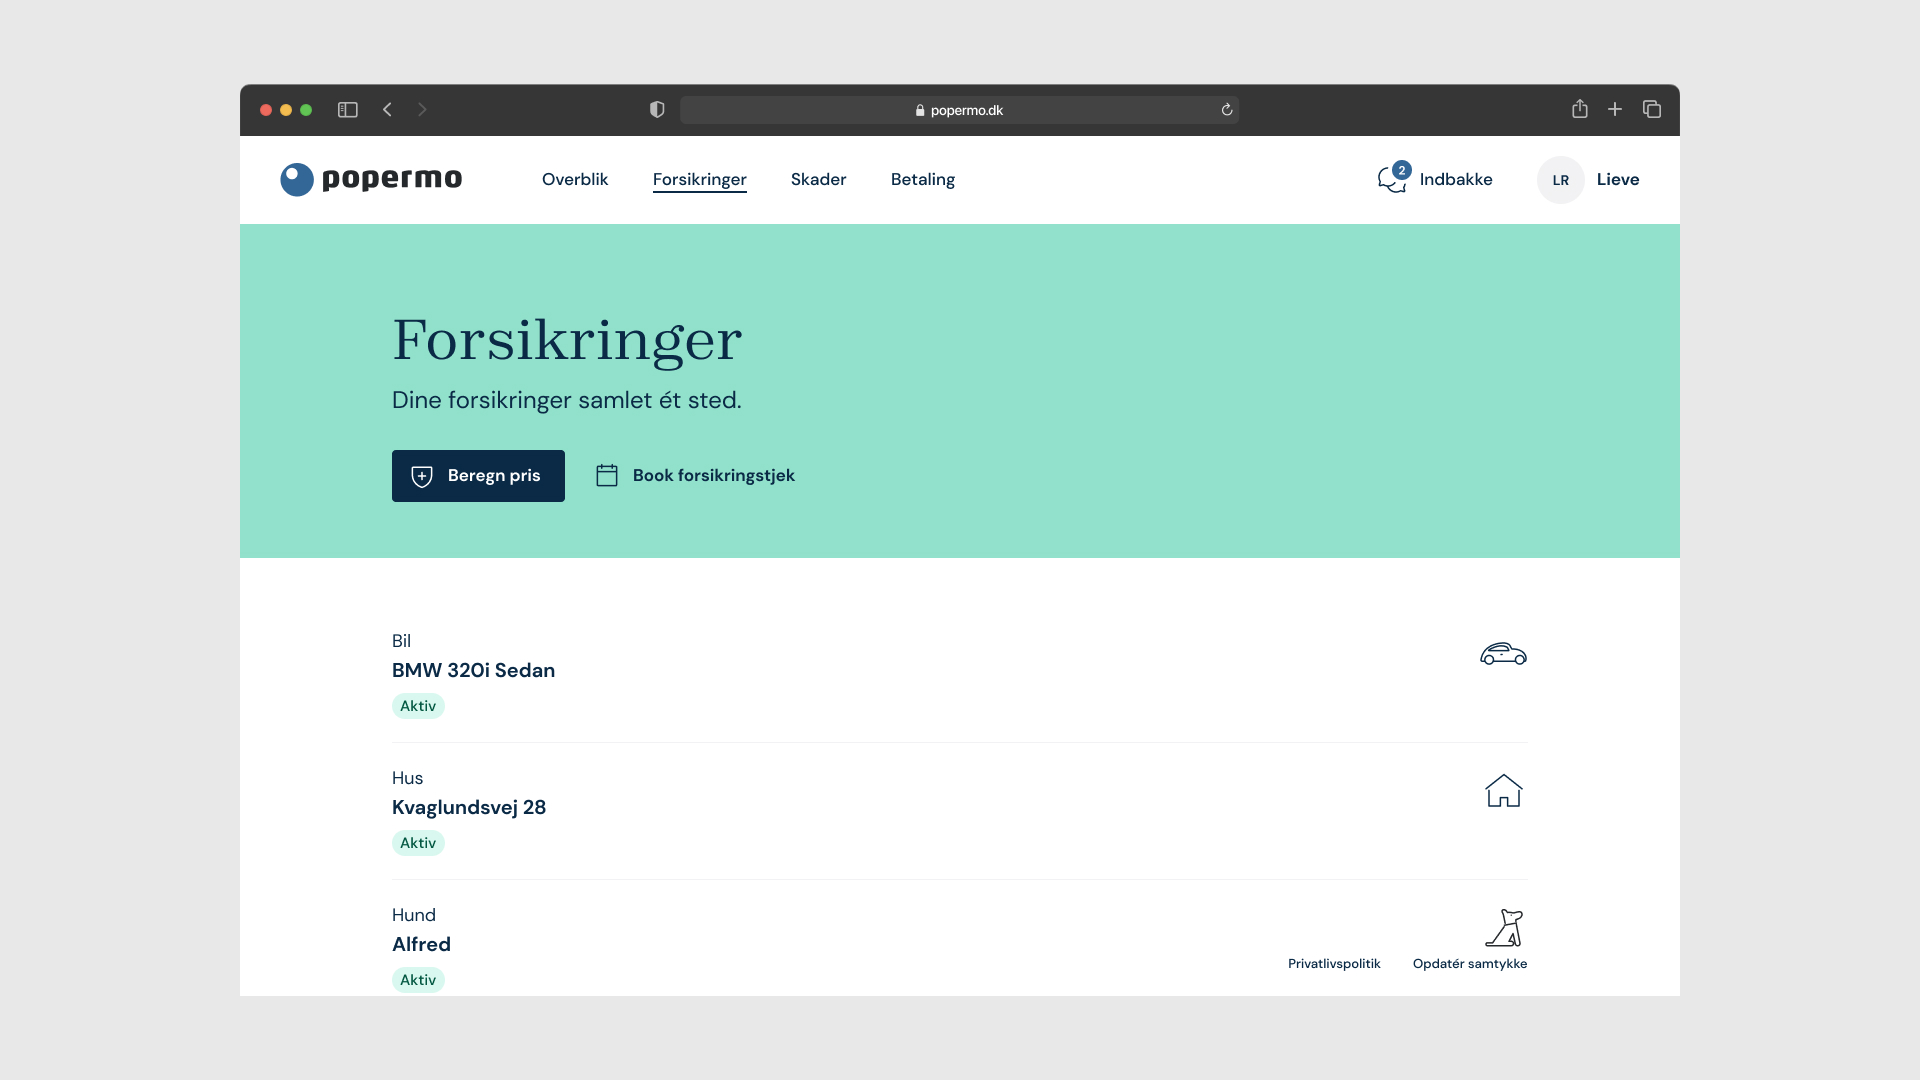 popermo.dk
popermo
Overblik
Forsikringer
Skader
Betaling
2
Indbakke
LR
Lieve
Forsikringer
Dine forsikringer samlet ét sted.
Beregn pris
Book forsikringstjek
Bil
BMW 320i Sedan
Aktiv
Hus
Kvaglundsvej 28
Aktiv
Hund
Alfred
Aktiv
Privatlivspolitik
Opdatér samtykke